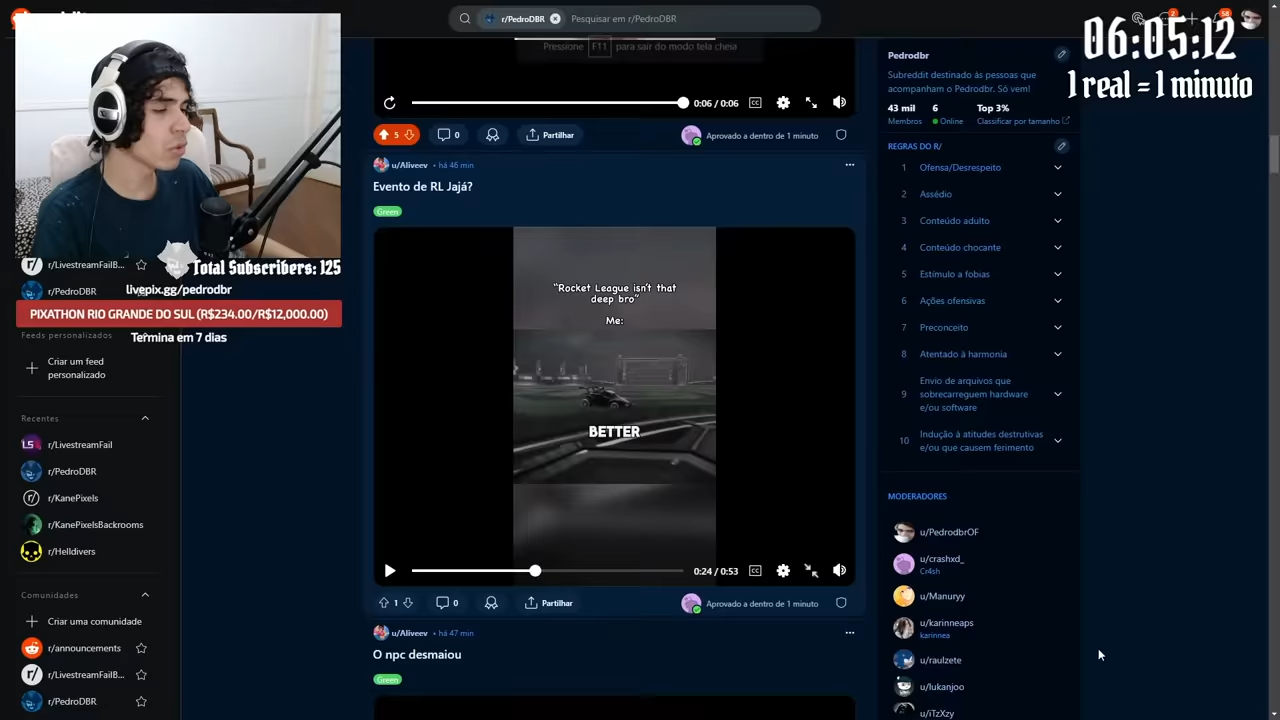 r/PedroDBR
Pesquisar em r/PedroDBR
2
58
06:05:12
1 real = 1 minuto
Pressione F11 para sair do modo tela cheia
0:06 / 0:06
5
0
Partilhar
Aprovado a dentro de 1 minuto
u/Aliveev • há 46 min
Evento de RL Jajá?
Green
“Rocket League isn't that
deep bro”
Me:
BETTER
0:24 / 0:53
1
0
Partilhar
Aprovado a dentro de 1 minuto
u/Aliveev • há 47 min
O npc desmaiou
Green
r/LivestreamFailB...
Total Subscribers: 125
r/PedroDBR
livepix.gg/pedrodbr
PIXATHON RIO GRANDE DO SUL (R$234.00/R$12,000.00)
Feeds personalizados
Termina em 7 dias
Criar um feed
personalizado
Recentes
r/LivestreamFail
r/PedroDBR
r/KanePixels
r/KanePixelsBackrooms
r/Helldivers
Comunidades
Criar uma comunidade
r/announcements
r/LivestreamFailB...
r/PedroDBR
Pedrodbr
Subreddit destinado às pessoas que
acompanham o Pedrodbr. Só vem!
43 mil 6 Top 3%
Membros Online Classificar por tamanho
REGRAS DO R/
1 Ofensa/Desrespeito
2 Assédio
3 Conteúdo adulto
4 Conteúdo chocante
5 Estímulo a fobias
6 Ações ofensivas
7 Preconceito
8 Atentado à harmonia
9 Envio de arquivos que
sobrecarreguem hardware
e/ou software
10 Indução à atitudes destrutivas
e/ou que causem ferimento
MODERADORES
u/PedrodbrOF
u/crashxd_
Cr4sh
u/Manuryy
u/karinneaps
karinnea
u/raulzete
u/lukanjoo
u/iTzXzy